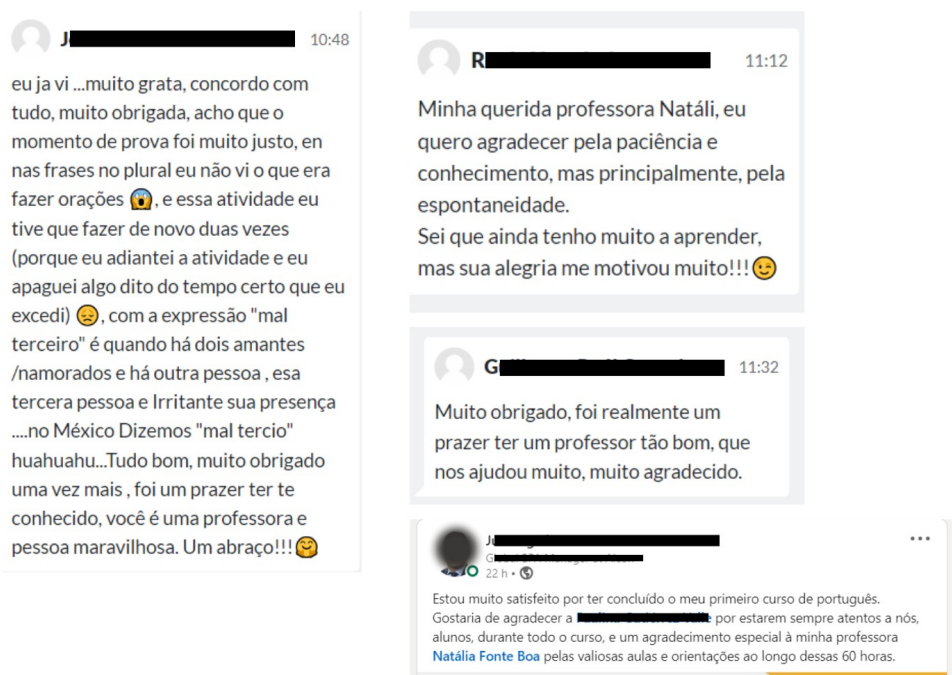 10:48
eu ja vi ...muito grata, concordo com
tudo, muito obrigada, acho que o
momento de prova foi muito justo, en
nas frases no plural eu não vi o que era
fazer orações 😱, e essa atividade eu
tive que fazer de novo duas vezes
(porque eu adiantei a atividade e eu
apaguei algo dito do tempo certo que eu
excedi) 😞, com a expressão "mal
terceiro" é quando há dois amantes
/namorados e há outra pessoa , esa
tercera pessoa e Irritante sua presença
....no México Dizemos "mal tercio"
huahuahu...Tudo bom, muito obrigado
uma vez mais , foi um prazer ter te
conhecido, você é uma professora e
pessoa maravilhosa. Um abraço!!!🤗
R
11:12
Minha querida professora Natáli, eu
quero agradecer pela paciência e
conhecimento, mas principalmente, pela
espontaneidade.
Sei que ainda tenho muito a aprender,
mas sua alegria me motivou muito!!!😉
G
11:32
Muito obrigado, foi realmente um
prazer ter um professor tão bom, que
nos ajudou muito, muito agradecido.
22 h •
Estou muito satisfeito por ter concluído o meu primeiro curso de português.
Gostaria de agradecer a por estarem sempre atentos a nós,
alunos, durante todo o curso, e um agradecimento especial à minha professora
Natália Fonte Boa pelas valiosas aulas e orientações ao longo dessas 60 horas.